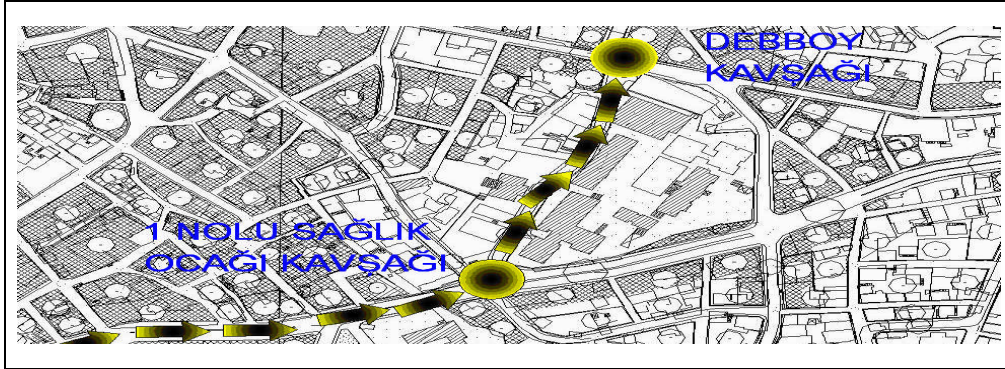 DEBBOY
KAVŞAĞI
1 NOLU SAĞLIK
OCAĞI KAVŞAĞI